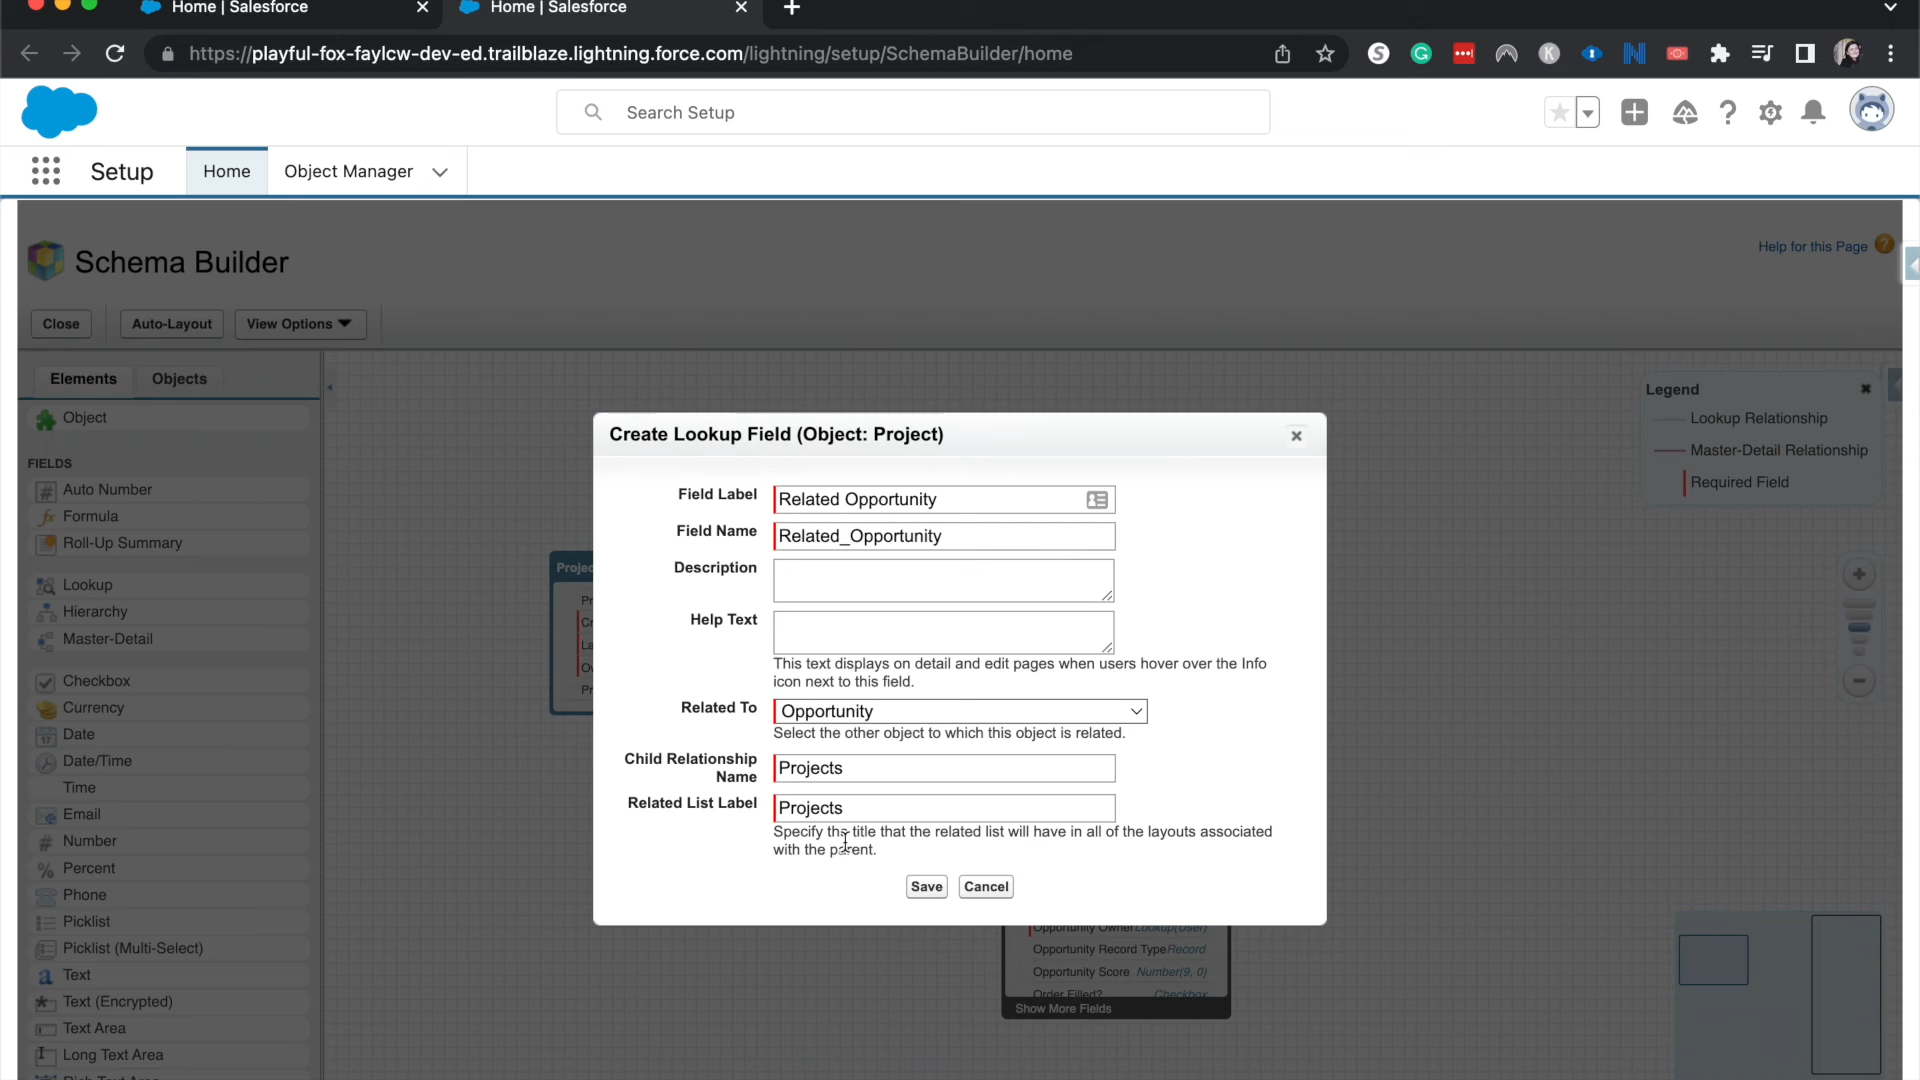 Home | Salesforce
Home | Salesforce
https://playful-fox-faylcw-dev-ed.trailblaze.lightning.force.com/lightning/setup/SchemaBuilder/home
Search Setup
Setup
Home
Object Manager
Schema Builder
Help for this Page
Close
Auto-Layout
View Options
Elements
Objects
Legend
Object
Lookup Relationship
Create Lookup Field (Object: Project)
Master-Detail Relationship
FIELDS
Required Field
Auto Number
Field Label
Related Opportunity
Formula
Field Name
Related_Opportunity
Roll-Up Summary
Description
Lookup
Hierarchy
Help Text
Master-Detail
This text displays on detail and edit pages when users hover over the Info
icon next to this field.
Checkbox
Related To
Opportunity
Currency
Select the other object to which this object is related.
Date
Date/Time
Child Relationship
Name
Projects
Time
Related List Label
Projects
Email
Specify the title that the related list will have in all of the layouts associated
with the parent.
Number
Percent
Save
Cancel
Phone
Picklist
Opportunity Owner Lookup(User)
Picklist (Multi-Select)
Opportunity Record Type Record
Text
Opportunity Score Number(9, 0)
Text (Encrypted)
Order Filled? Checkbox
Show More Fields
Text Area
Long Text Area